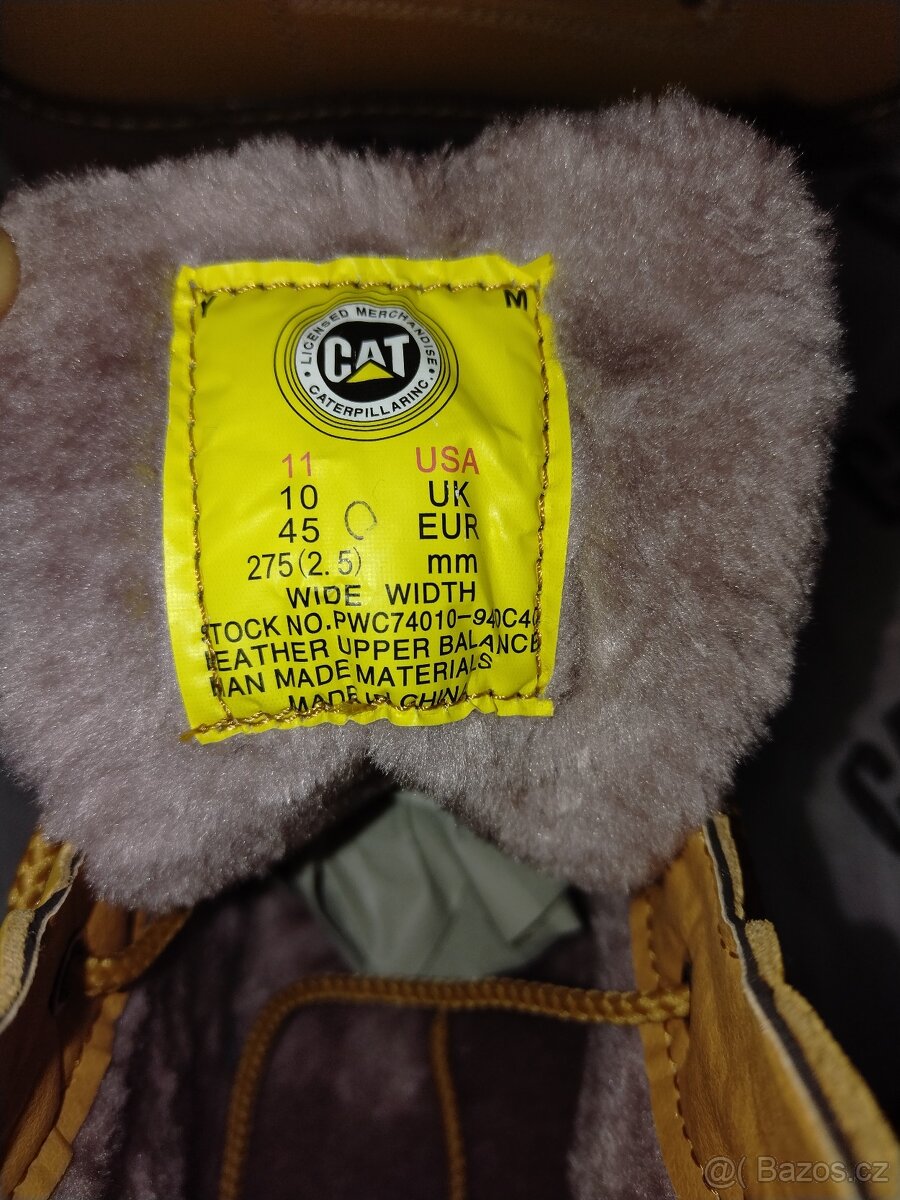 M
LICENSED MERCHANDISE
CAT
CATERPILLAR INC.
11 USA
10 UK
45 EUR
275(2.5) mm
WIDE WIDTH
STOCK NO.PWC74010-940C40
LEATHER UPPER BALANCE
MAN MADE MATERIALS
MADE IN CHINA
@( Bazos.cz